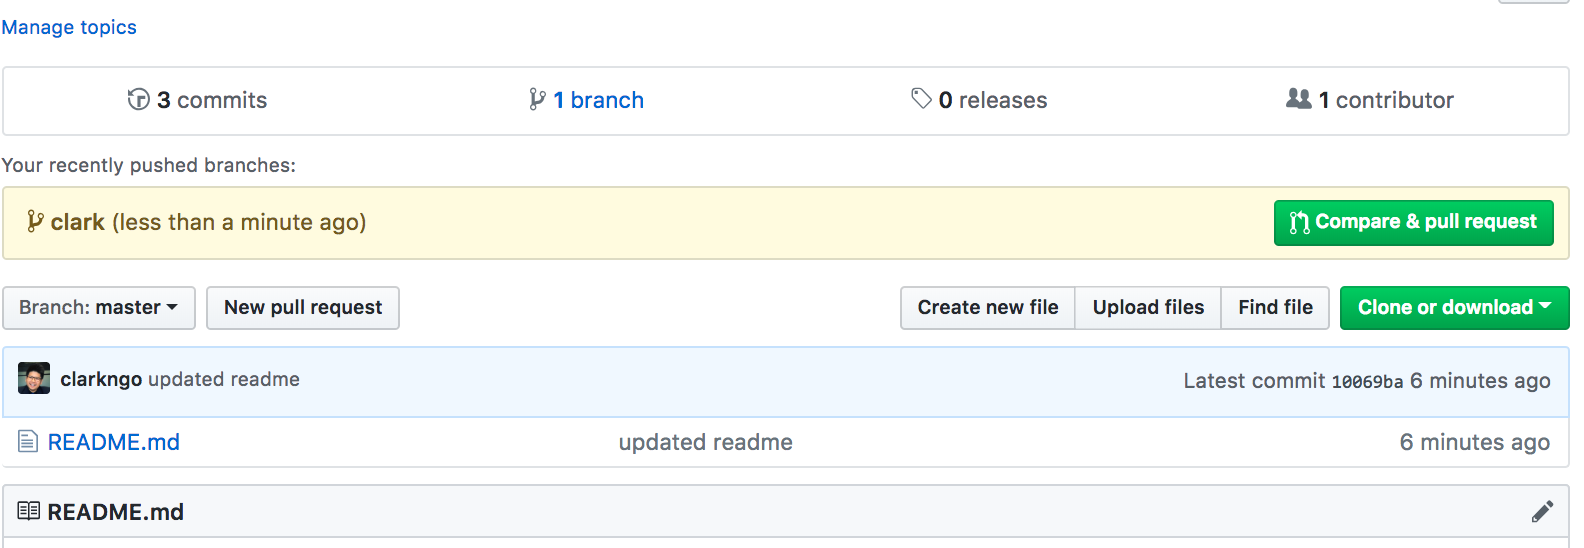 Manage topics
3 commits
1 branch
0 releases
1 contributor
Your recently pushed branches:
clark (less than a minute ago)
Compare & pull request
Branch: master
New pull request
Create new file
Upload files
Find file
Clone or download
clarkngo updated readme
Latest commit 10069ba 6 minutes ago
README.md
updated readme
6 minutes ago
README.md